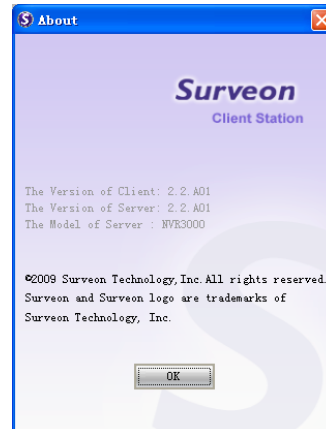 About
Surveon
Client Station
The Version of Client: 2.2.A01
The Version of Server: 2.2.A01
The Model of Server : NVR3000
©2009 Surveon Technology, Inc. All rights reserved.
Surveon and Surveon logo are trademarks of
Surveon Technology, Inc.
OK